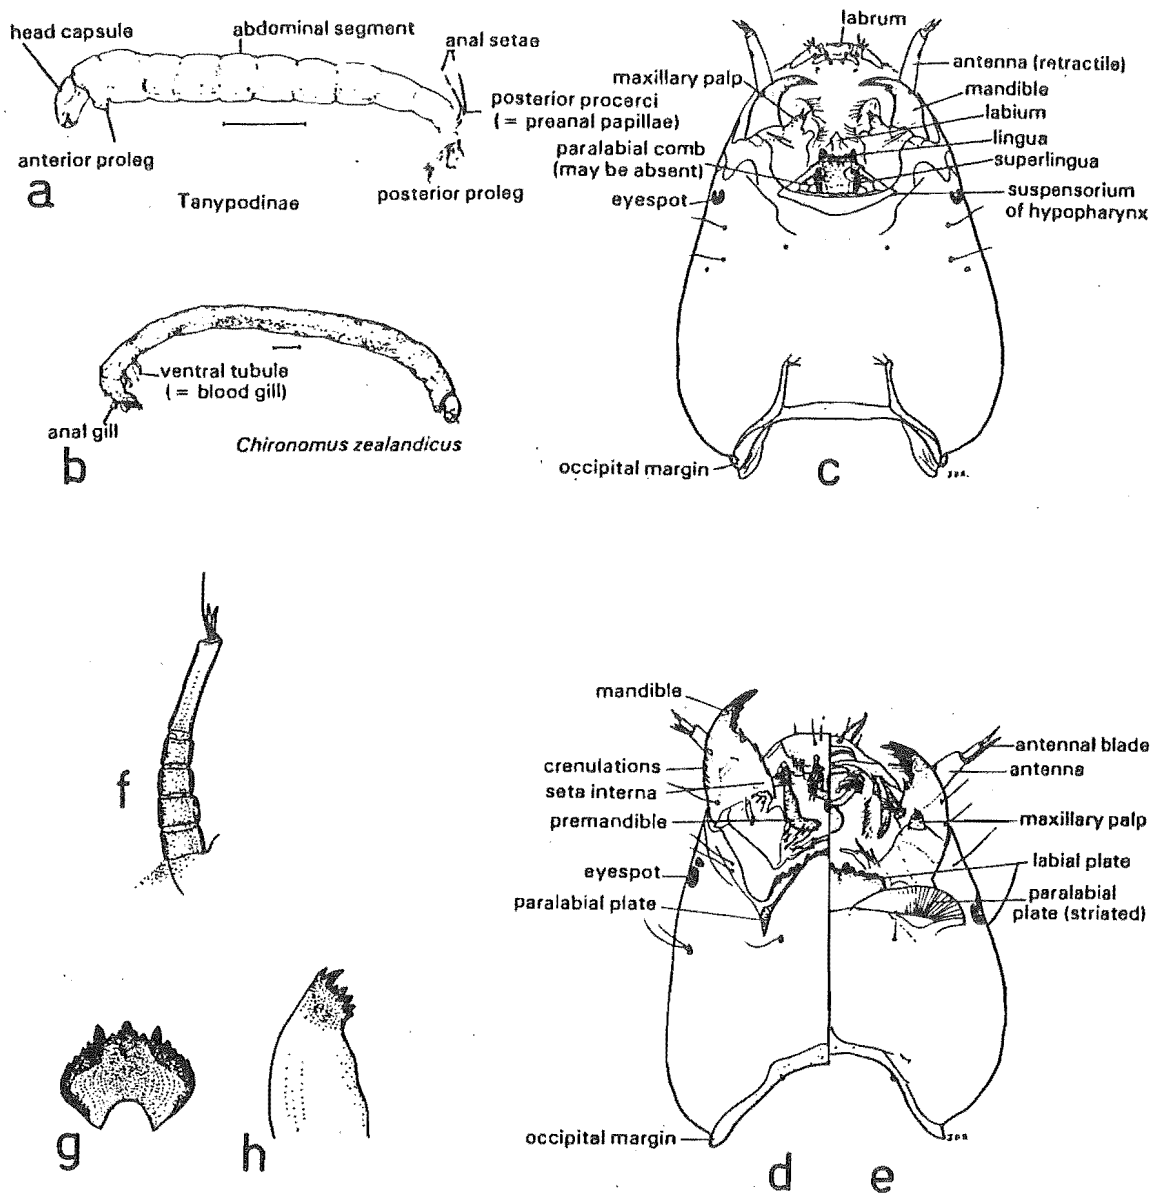 head capsule
abdominal segment
anal setae
posterior procerci
(= preanal papillae)
anterior proleg
posterior proleg
a
Tanypodinae
ventral tubule
(= blood gill)
anal gill
Chironomus zealandicus
b
labrum
antenna (retractile)
maxillary palp
mandible
labium
lingua
paralabial comb
(may be absent)
superlingua
eyespot
suspensorium
of hypopharynx
occipital margin
c
f
g
h
mandible
crenulations
seta interna
premandible
eyespot
paralabial plate
antennal blade
antenna
maxillary palp
labial plate
paralabial
plate (striated)
occipital margin
d
e